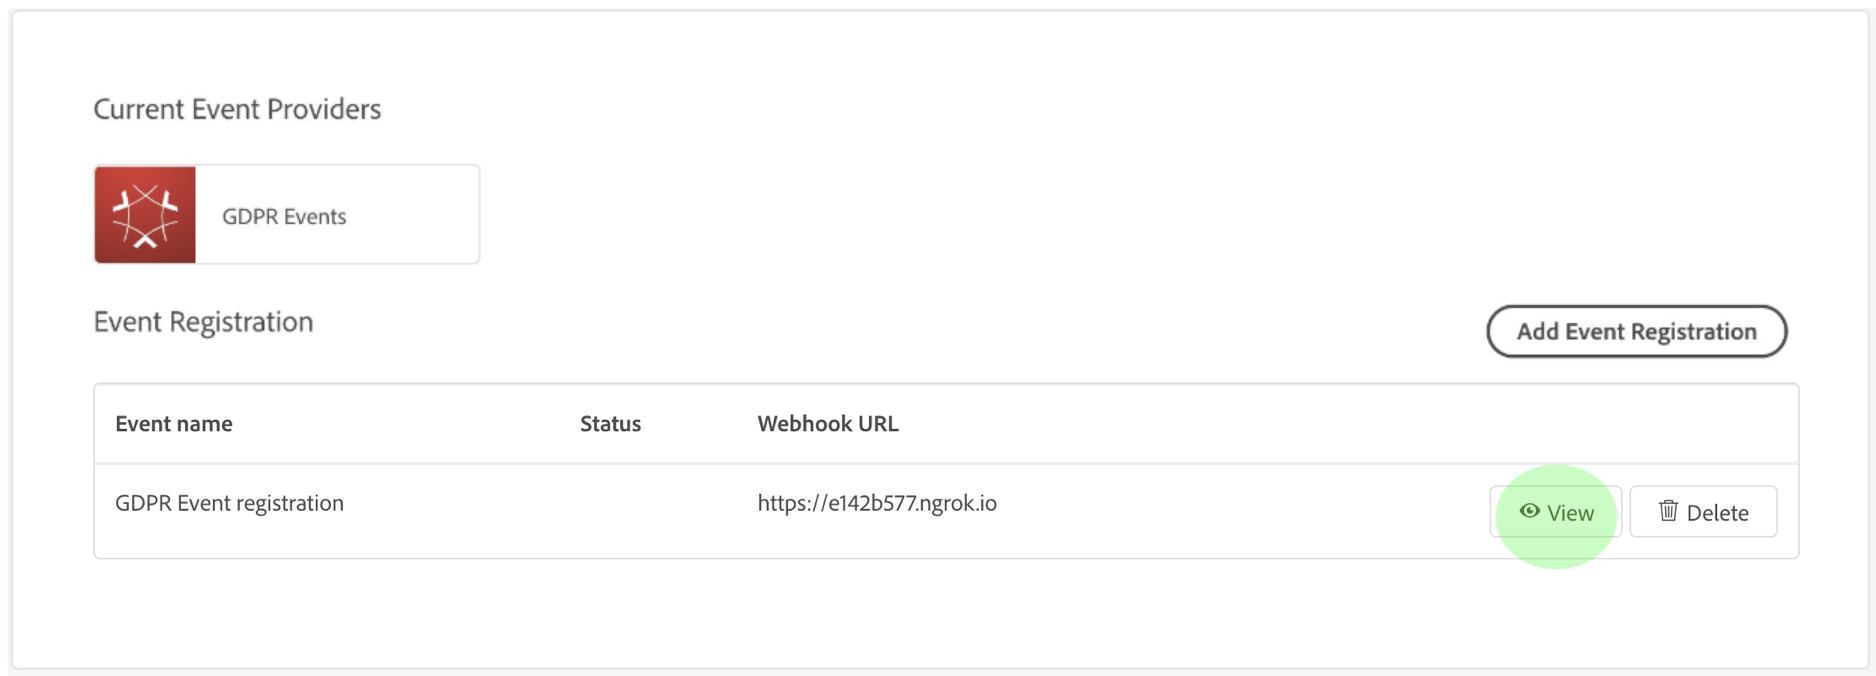 Current Event Providers
GDPR Events
Event Registration
Add Event Registration
Event name Status Webhook URL
GDPR Event registration https://e142b577.ngrok.io View Delete